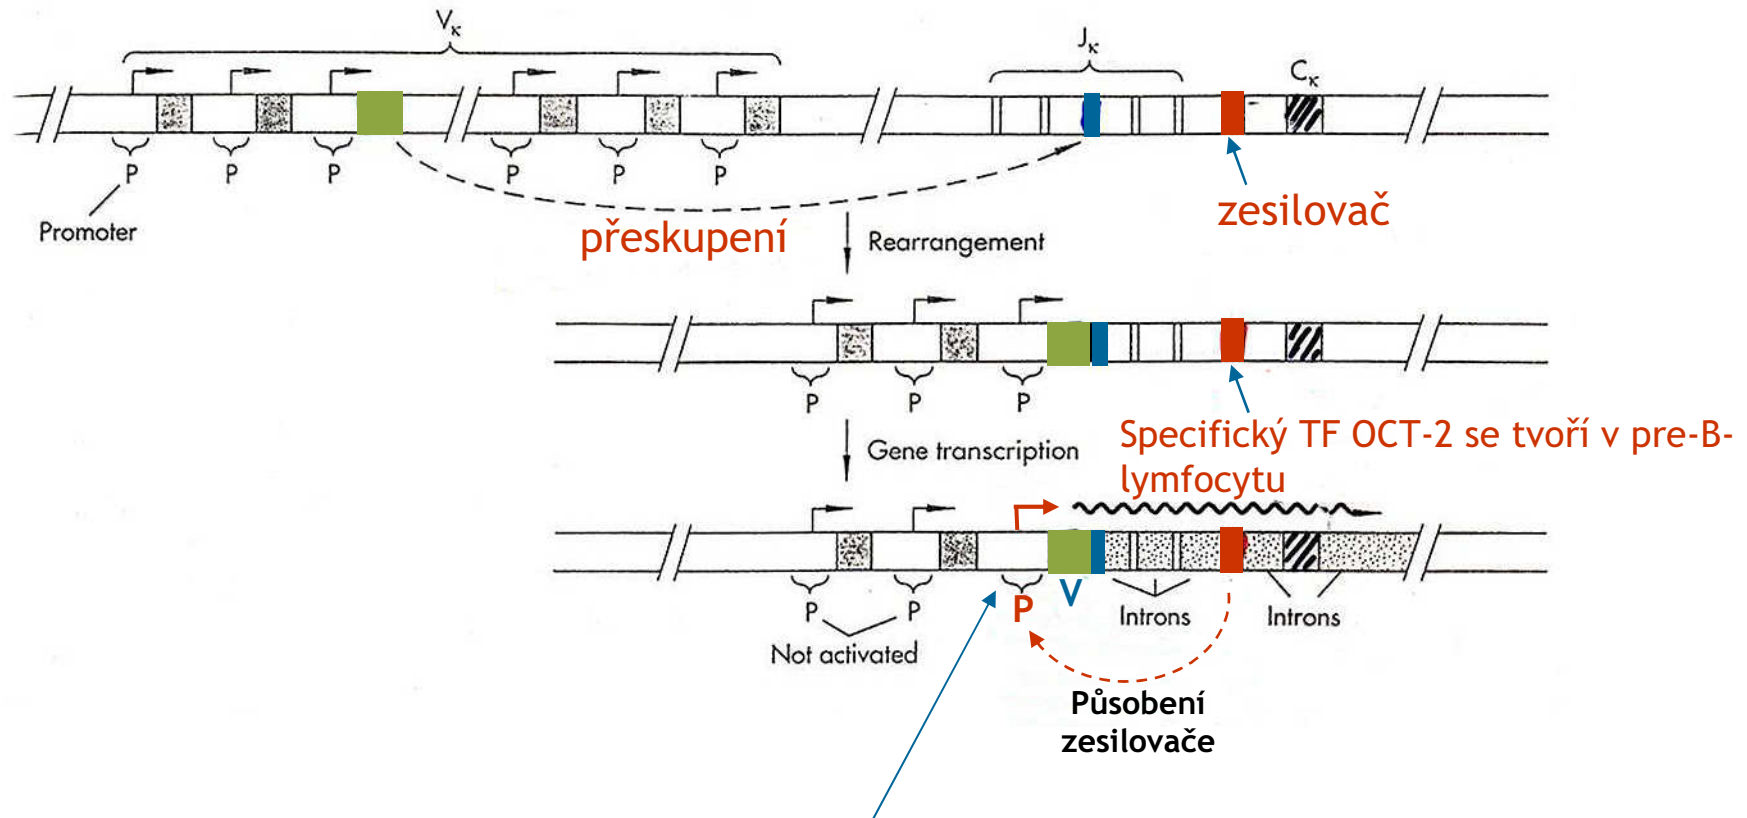 Vκ
Jκ
Cκ
P P P P P P
Promoter
přeskupení
zesilovač
Rearrangement
P P P
Gene transcription
Specifický TF OCT-2 se tvoří v pre-B-
lymfocytu
P P P V
Introns Introns
Not activated
Působení
zesilovače